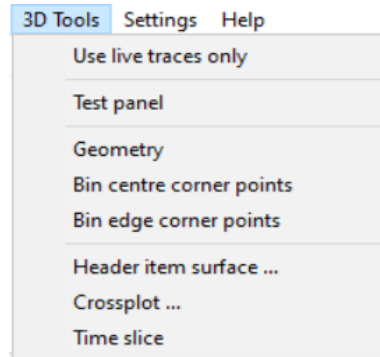 3D Tools Settings Help
Use live traces only
Test panel
Geometry
Bin centre corner points
Bin edge corner points
Header item surface ...
Crossplot ...
Time slice